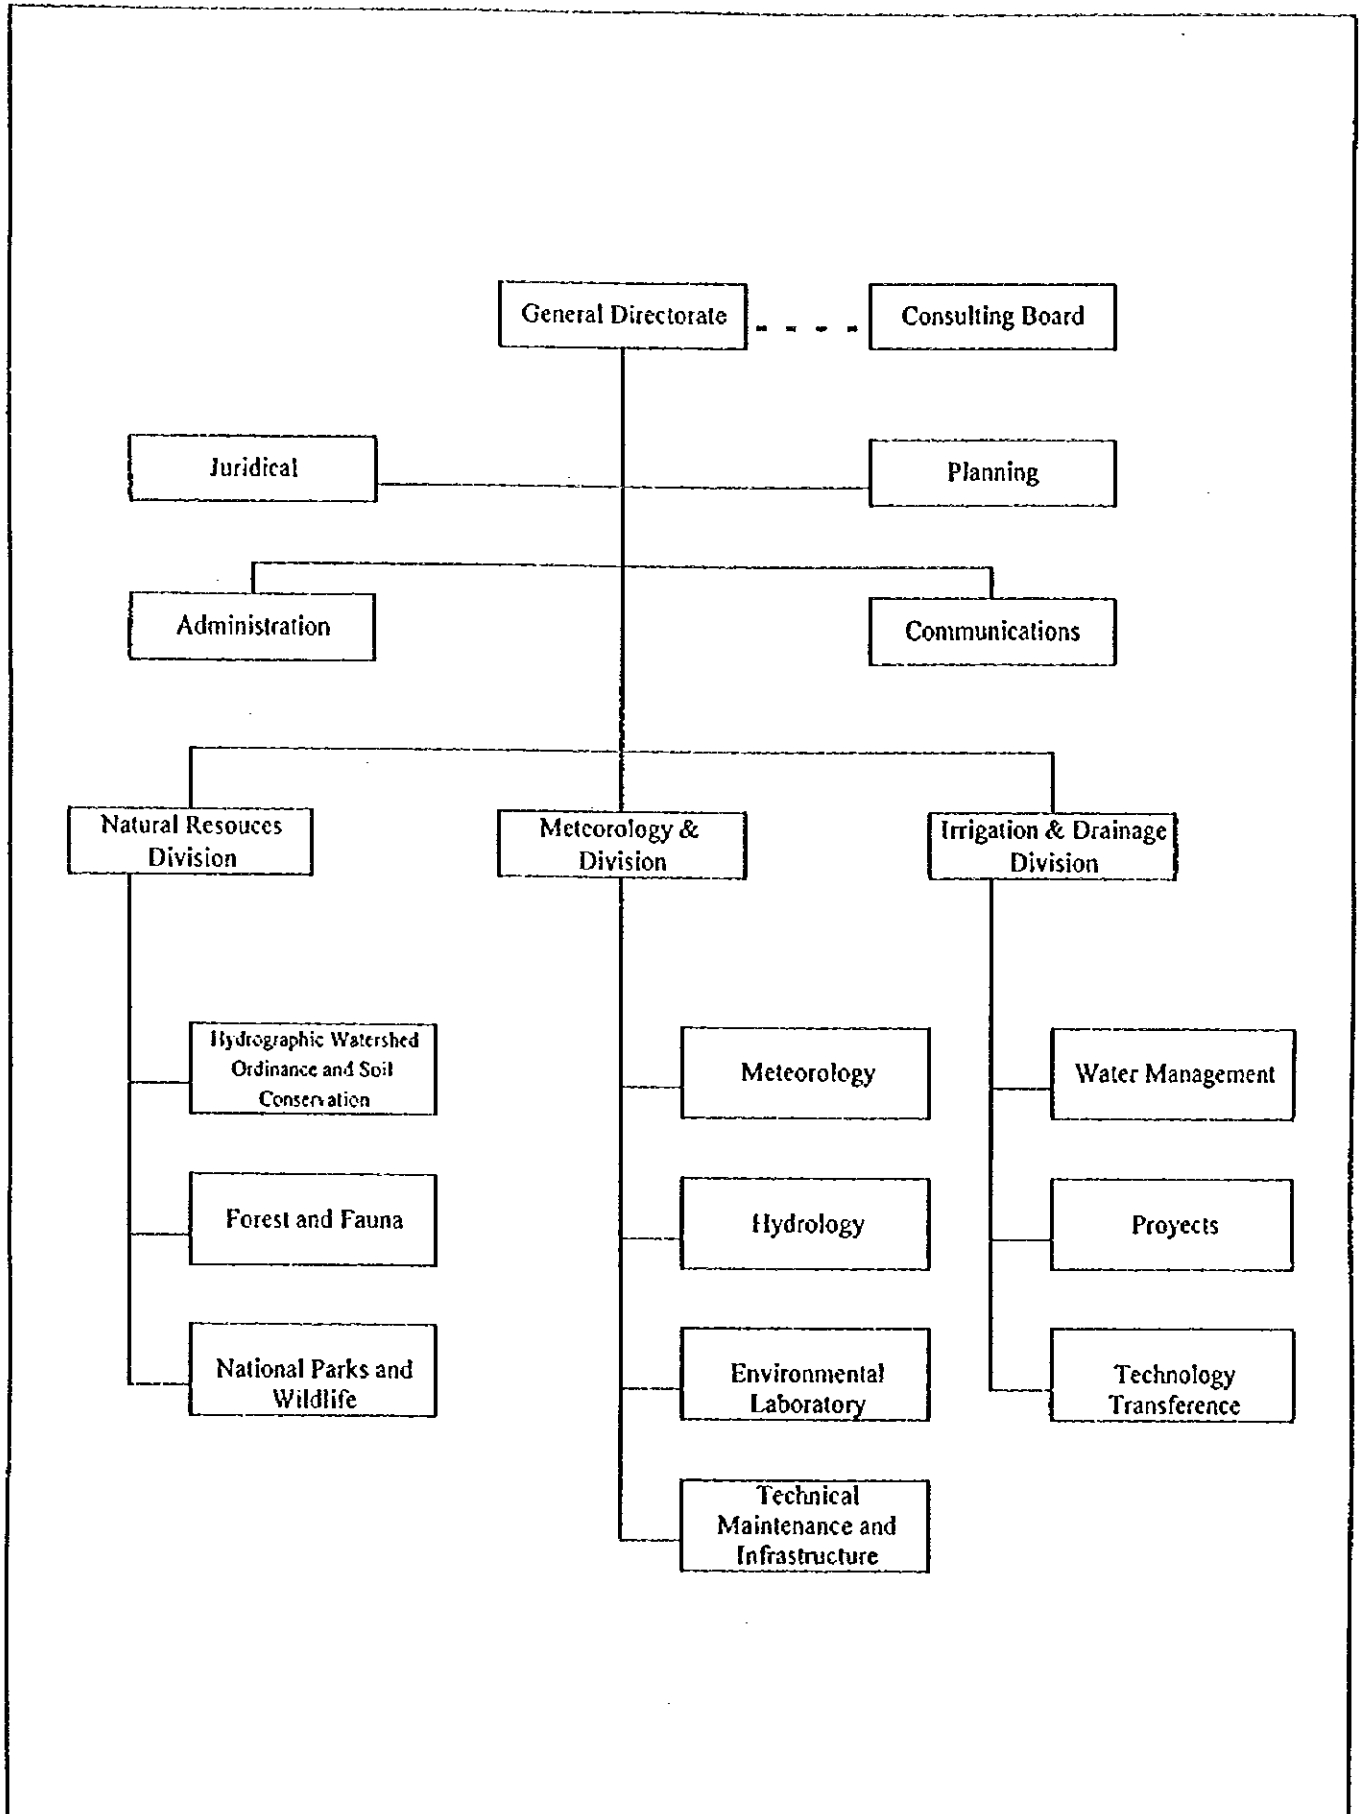 General Directorate
Consulting Board
Juridical
Planning
Administration
Communications
Natural Resouces
Division
Meteorology &
Division
Irrigation & Drainage
Division
Hydrographic Watershed
Ordinance and Soil
Conservation
Meteorology
Water Management
Forest and Fauna
Hydrology
Proyects
National Parks and
Wildlife
Environmental
Laboratory
Technology
Transference
Technical
Maintenance and
Infrastructure